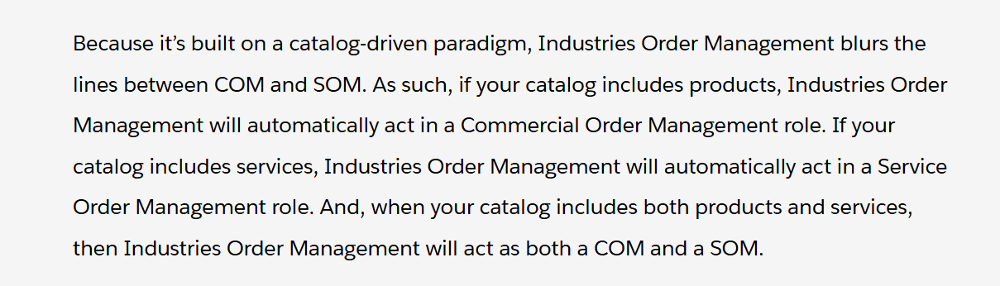 Because it’s built on a catalog-driven paradigm, Industries Order Management blurs the
lines between COM and SOM. As such, if your catalog includes products, Industries Order
Management will automatically act in a Commercial Order Management role. If your
catalog includes services, Industries Order Management will automatically act in a Service
Order Management role. And, when your catalog includes both products and services,
then Industries Order Management will act as both a COM and a SOM.